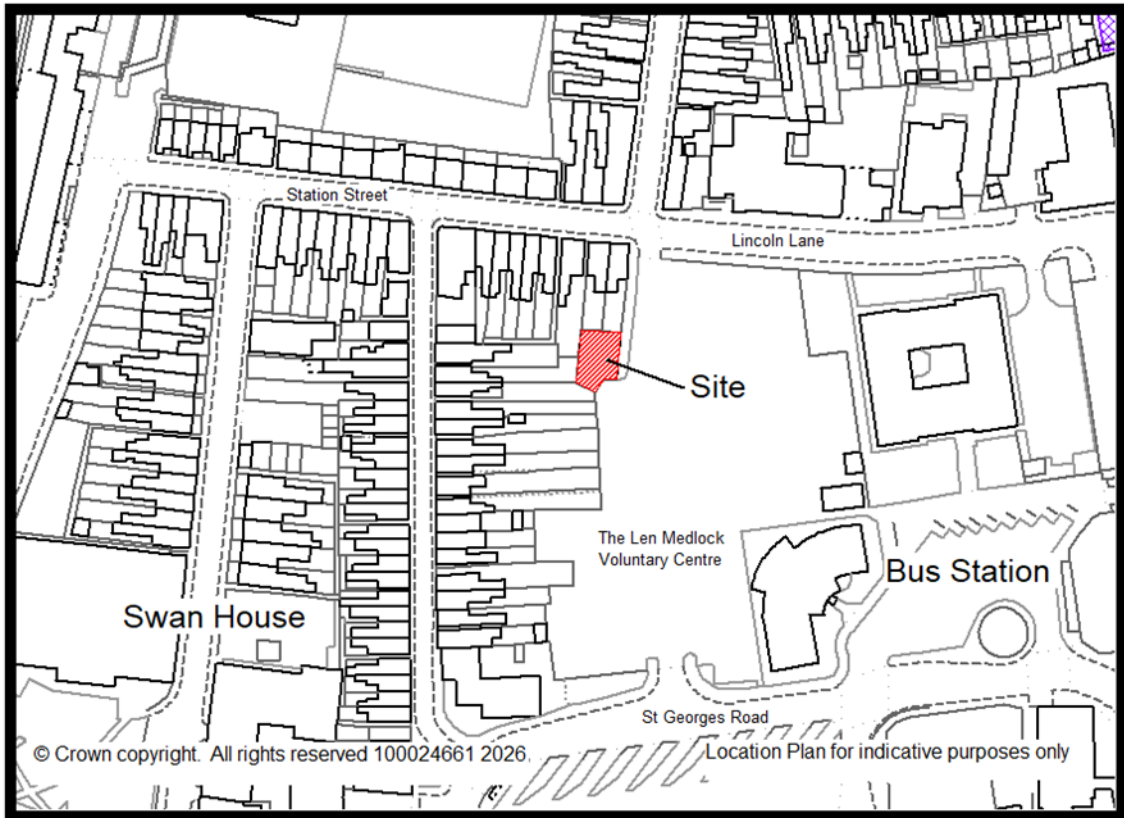 Station Street
Lincoln Lane
Site
The Len Medlock
Voluntary Centre
Bus Station
Swan House
St Georges Road
© Crown copyright. All rights reserved 100024661 2026.
Location Plan for indicative purposes only